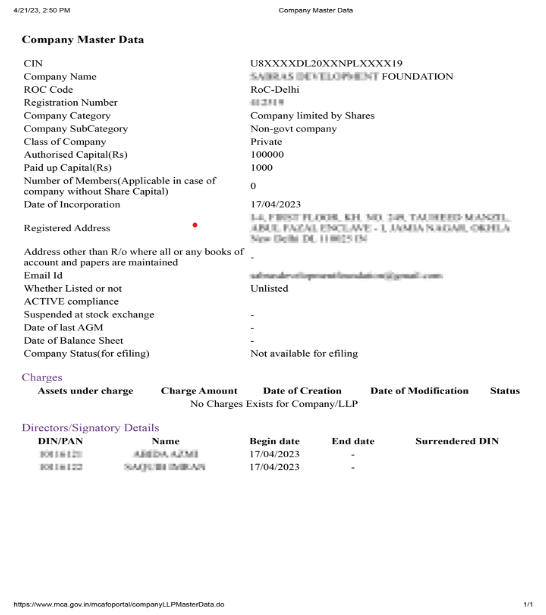 4/21/23, 2:50 PM Company Master Data
Company Master Data
CIN U8XXXXDL20XXNPLXXXX19
Company Name FOUNDATION
ROC Code RoC-Delhi
Registration Number
Company Category Company limited by Shares
Company SubCategory Non-govt company
Class of Company Private
Authorised Capital(Rs) 100000
Paid up Capital(Rs) 1000
Number of Members(Applicable in case of
company without Share Capital) 0
Date of Incorporation 17/04/2023
Registered Address
Address other than R/o where all or any books of
account and papers are maintained -
Email Id
Whether Listed or not Unlisted
ACTIVE compliance
Suspended at stock exchange -
Date of last AGM -
Date of Balance Sheet -
Company Status(for efiling) Not available for efiling
Charges
Assets under charge Charge Amount Date of Creation Date of Modification Status
No Charges Exists for Company/LLP
Directors/Signatory Details
DIN/PAN Name Begin date End date Surrendered DIN
17/04/2023 -
17/04/2023 -
https://www.mca.gov.in/mcafoportal/companyLLPMasterData.do 1/1